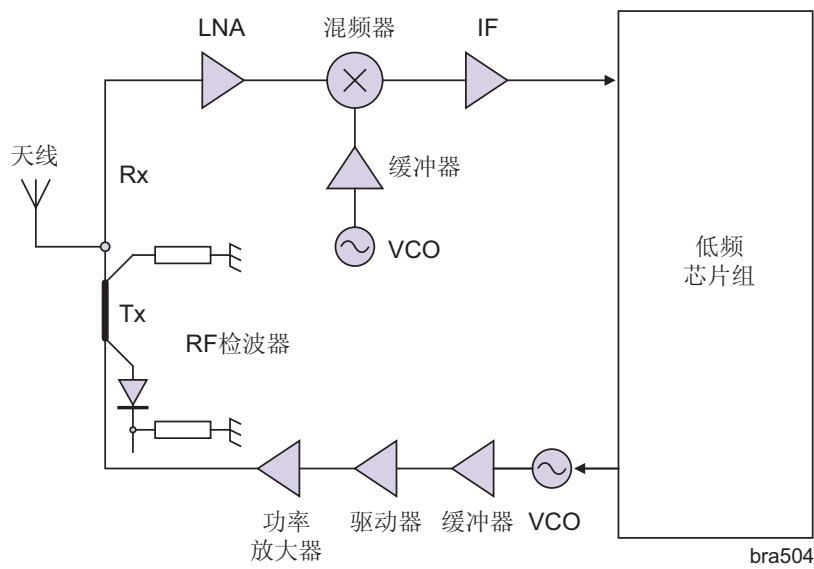 LNA
混频器
IF
天线
Rx
缓冲器
VCO
低频
芯片组
Tx
RF检波器
功率
放大器
驱动器
缓冲器
VCO
bra504